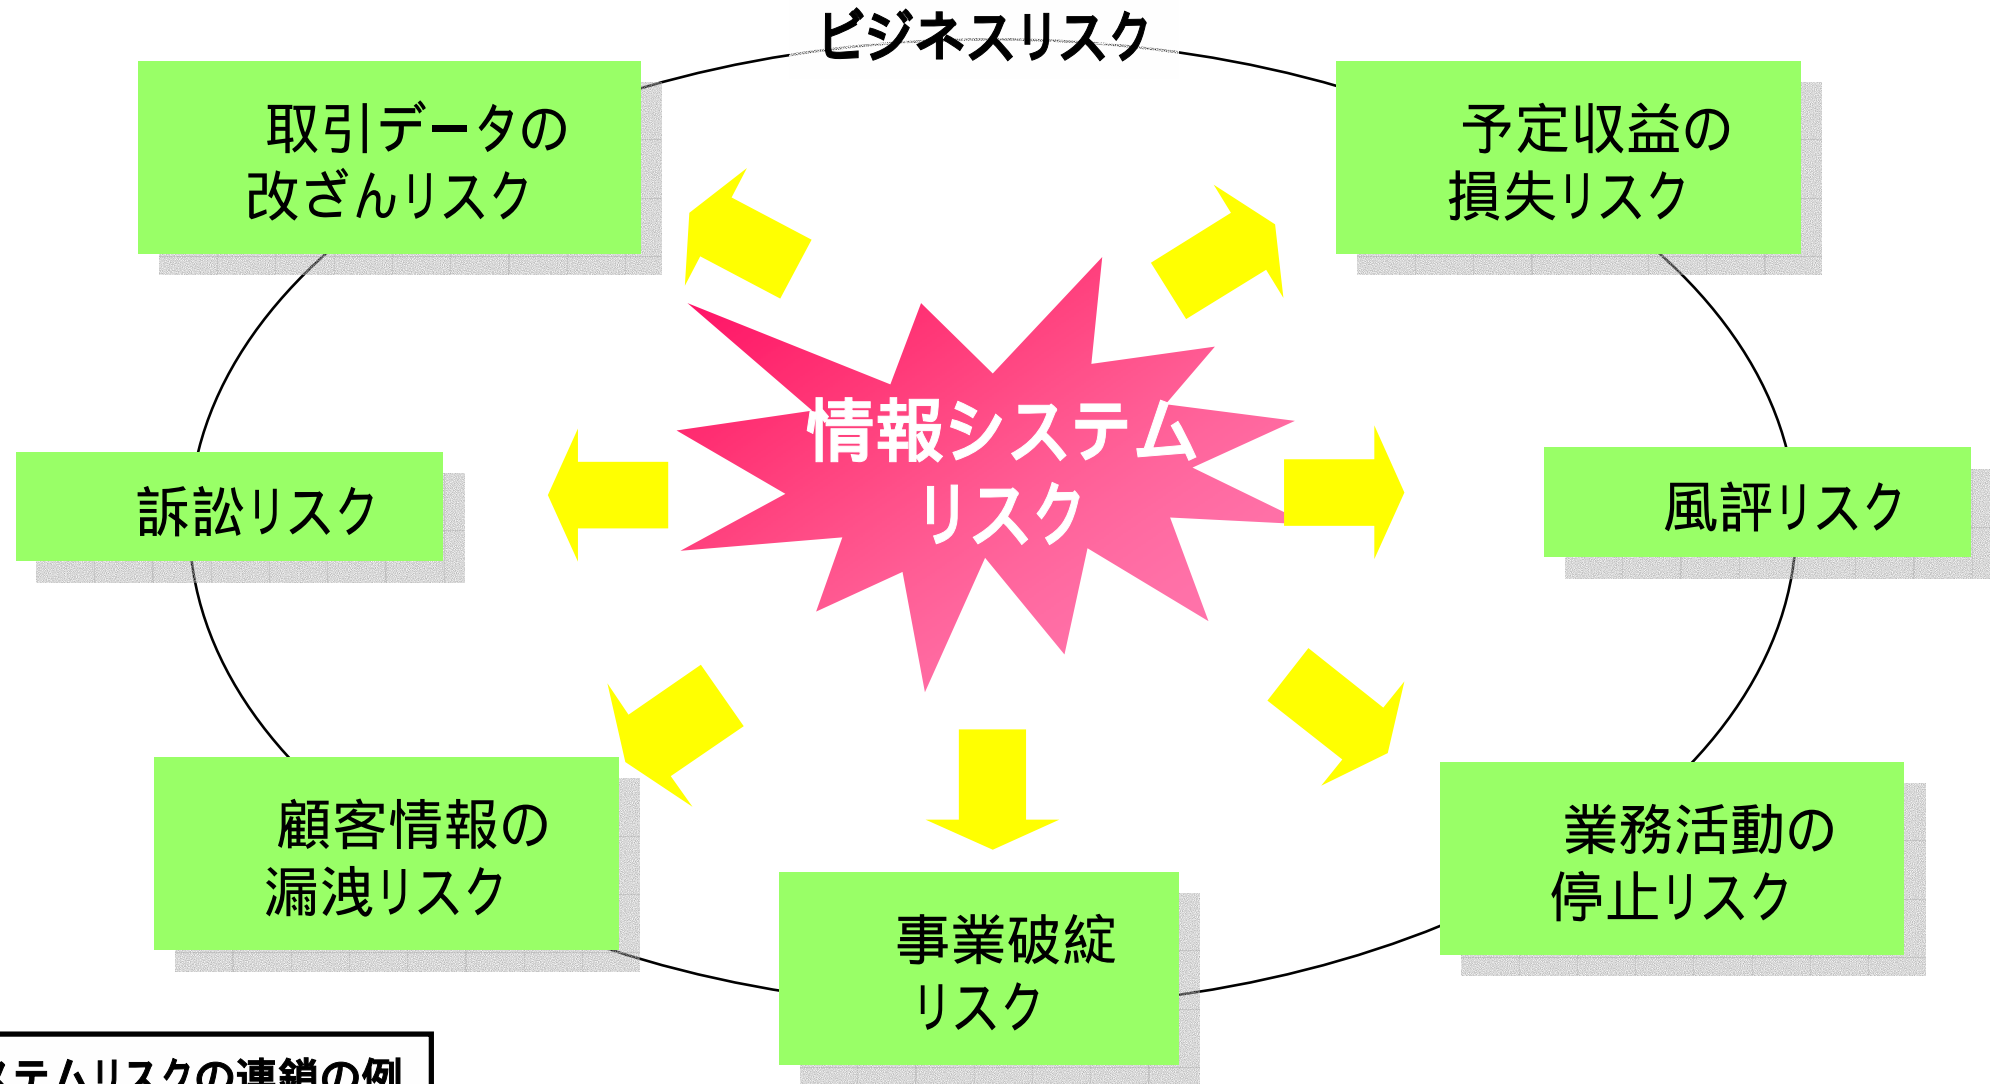 ビジネスリスク
取引データの
改ざんリスク
予定収益の
損失リスク
情報システム
リスク
訴訟リスク
風評リスク
顧客情報の
漏洩リスク
業務活動の
停止リスク
事業破綻
リスク
ステムリスクの連鎖の例